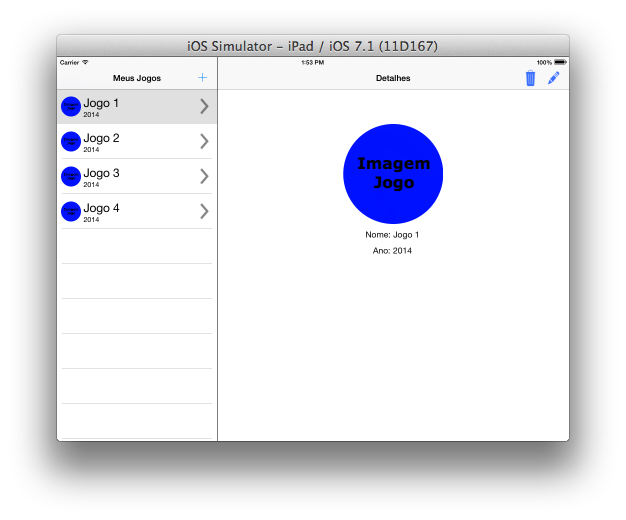 iOS Simulator – iPad / iOS 7.1 (11D167)
Carrier
1:53 PM
100%
Meus Jogos
+
Detalhes
Jogo 1
2014
Jogo 2
2014
Jogo 3
2014
Jogo 4
2014
Imagem
Jogo
Nome: Jogo 1
Ano: 2014